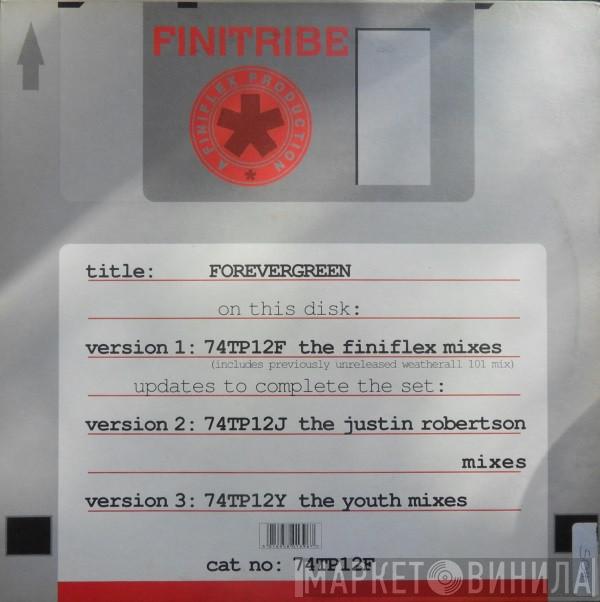 FINITRIBE
A FINIFLEX PRODUCTION
title: FOREVERGREEN
on this disk:
version 1: 74TP12F the finiflex mixes
(includes previously unreleased weatherall 101 mix)
updates to complete the set:
version 2: 74TP12J the justin robertson
mixes
version 3: 74TP12Y the youth mixes
cat no: 74TP12F
МАРКЕТ ВИНИЛА